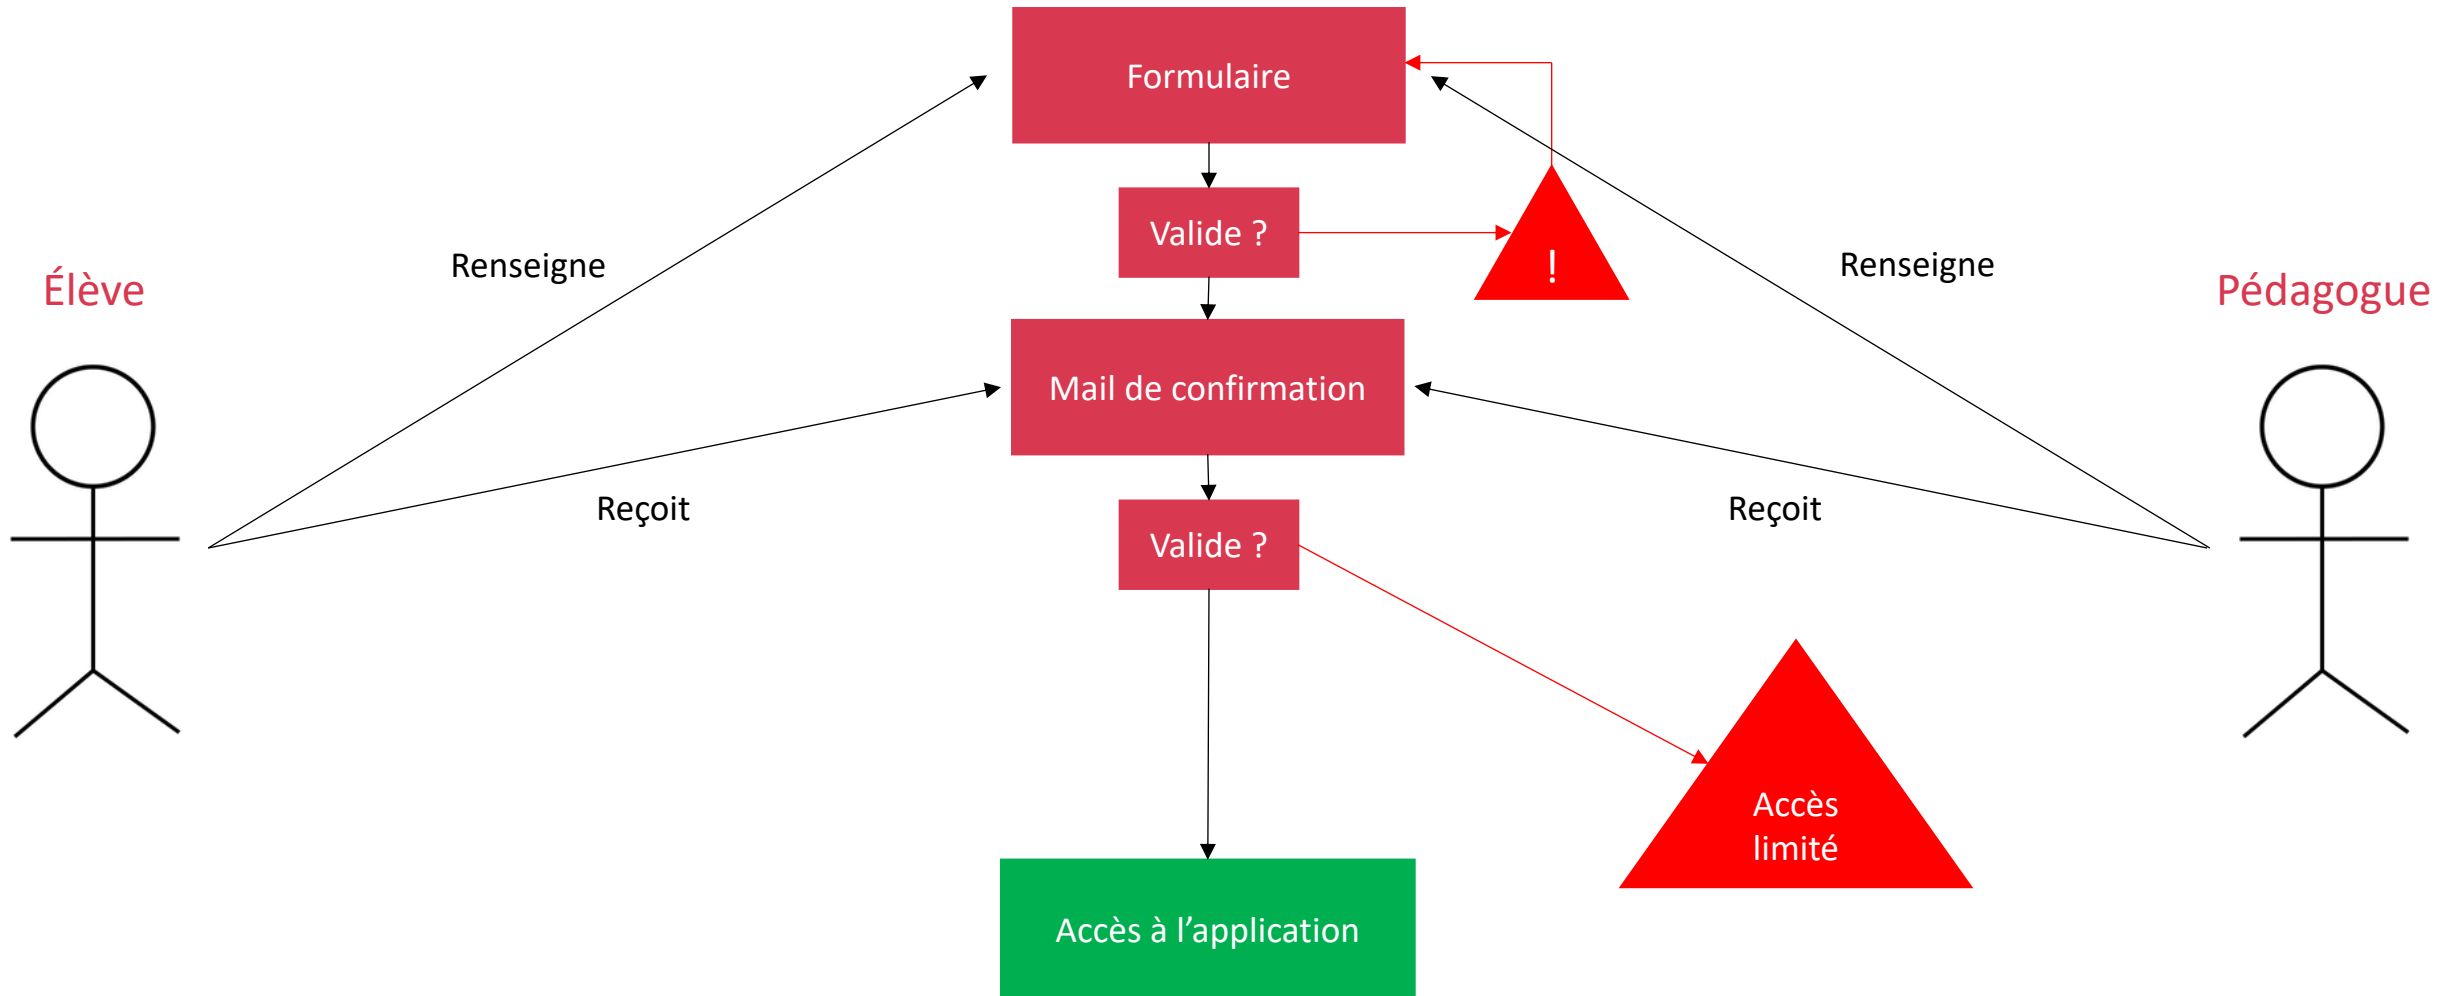 Formulaire
Valide ?
!
Renseigne
Renseigne
Élève
Pédagogue
Mail de confirmation
Reçoit
Reçoit
Valide ?
Accès
limité
Accès à l’application